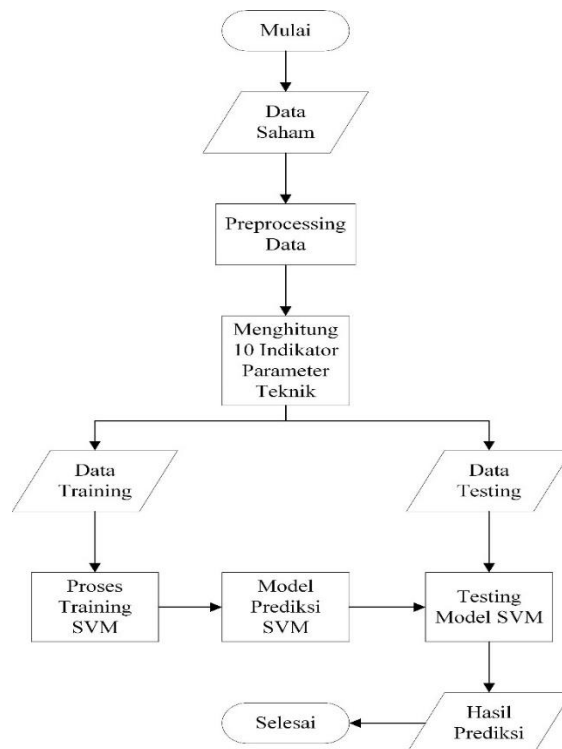 Mulai
Data
Saham
Preprocessing
Data
Menghitung
10 Indikator
Parameter
Teknik
Data
Training
Data
Testing
Proses
Training
SVM
Model
Prediksi
SVM
Testing
Model SVM
Hasil
Prediksi
Selesai